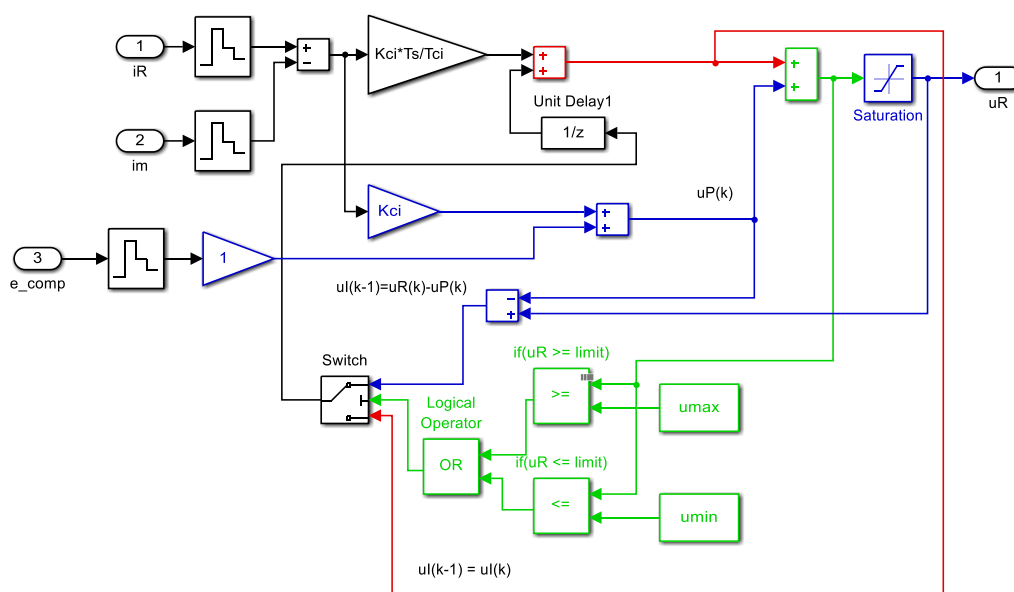 1
iR
+
−
Kci*Ts/Tci
+
+
+
+
Saturation
1
uR
2
im
Unit Delay1
1/z
Kci
+
+
uP(k)
3
e_comp
1
uI(k-1)=uR(k)-uP(k)
−
+
Switch
if(uR >= limit)
>=
umax
Logical
Operator
OR
if(uR <= limit)
<=
umin
uI(k-1) = uI(k)